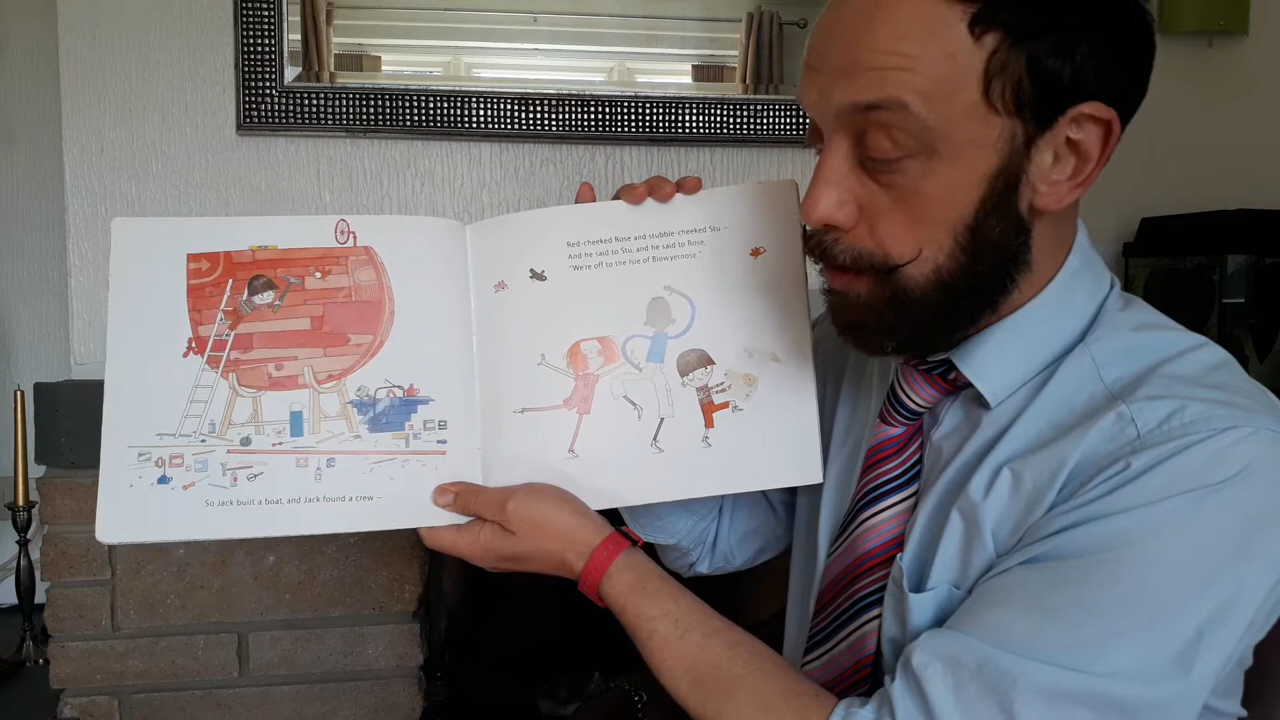 So Jack built a boat, and Jack found a crew –
Red-cheeked Rose and stubble-cheeked Stu –
And he said to Stu, and he said to Rose,
"We're off to the Isle of Blowyernose."